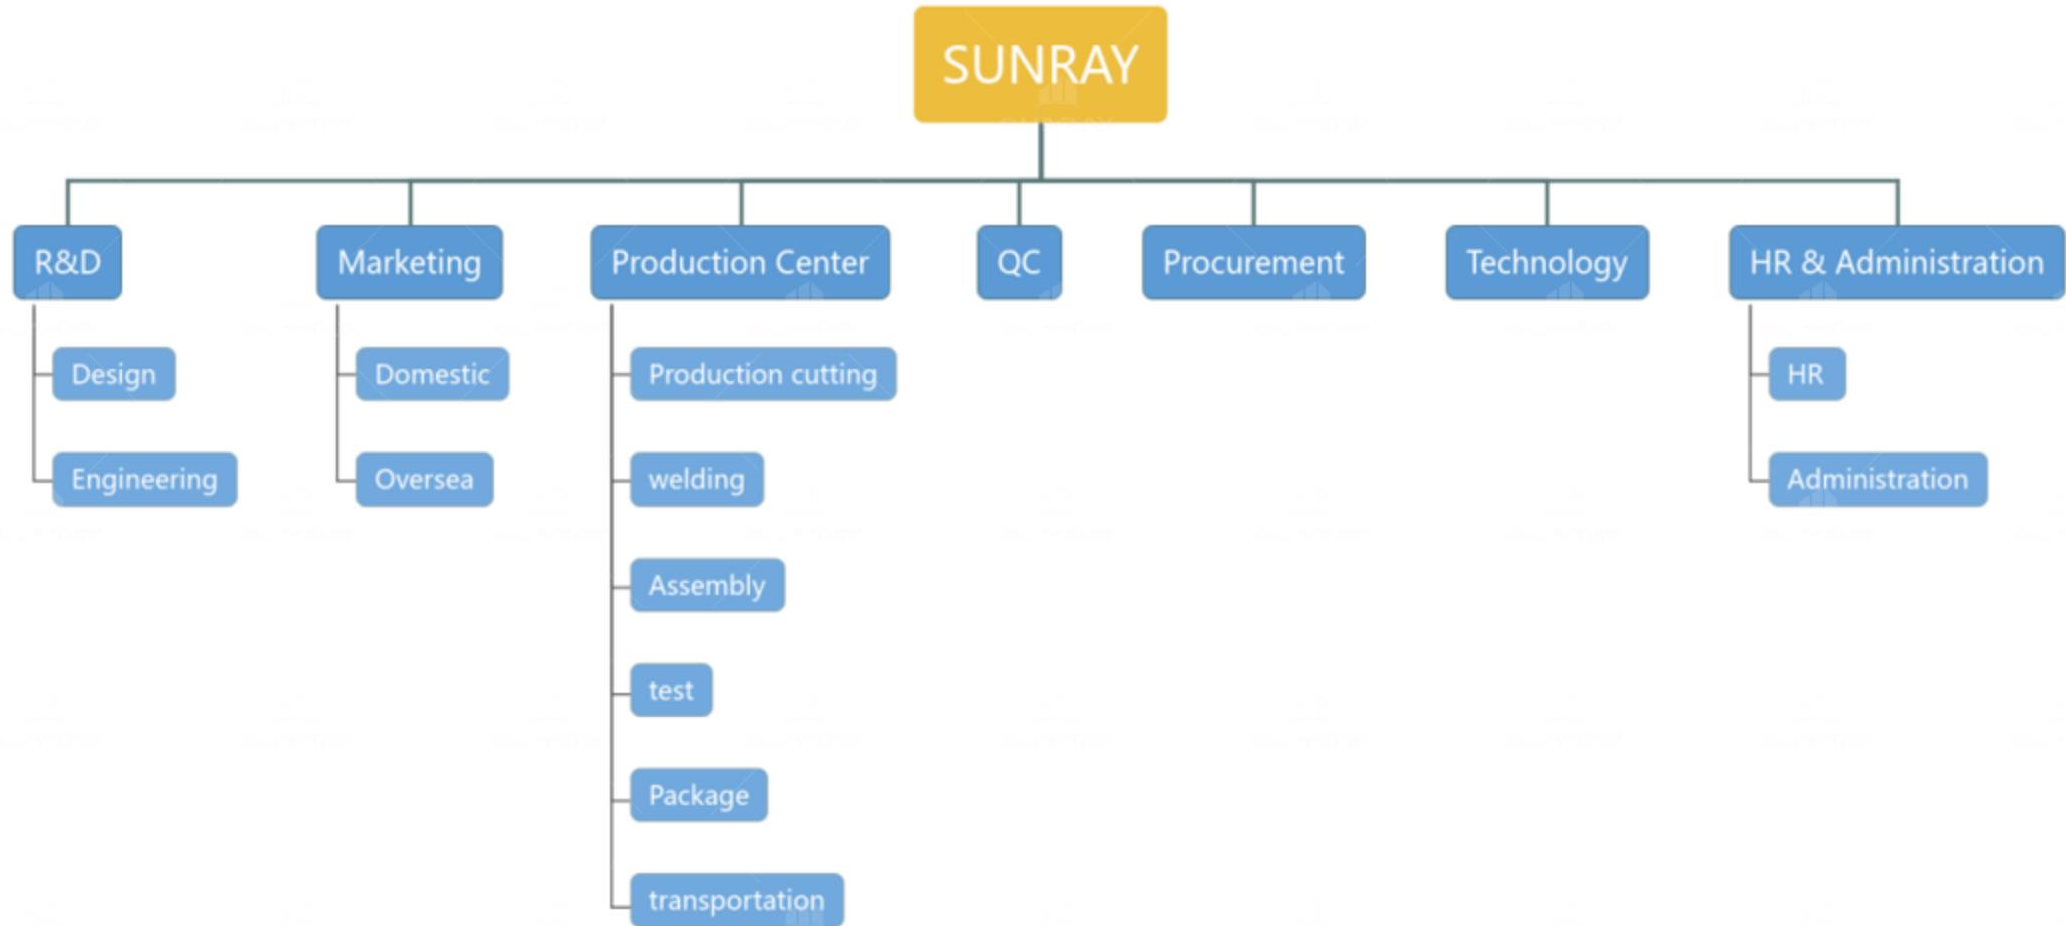 SUNRAY
R&D
Marketing
Production Center
QC
Procurement
Technology
HR & Administration
Design
Domestic
Production cutting
HR
Engineering
Oversea
welding
Administration
Assembly
test
Package
transportation